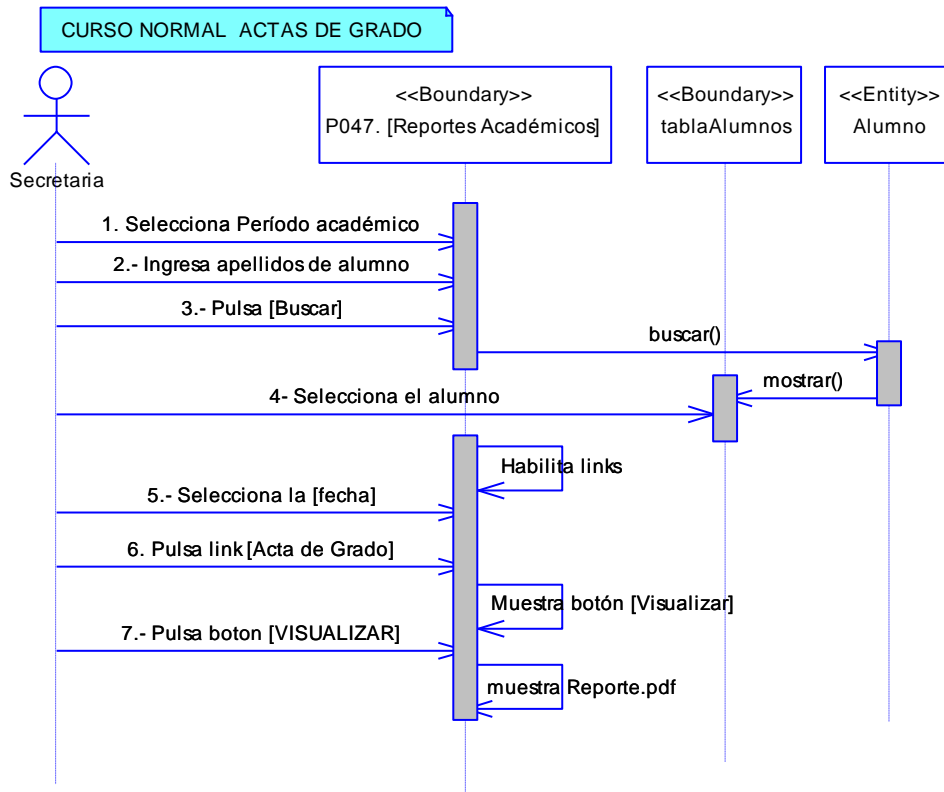 CURSO NORMAL  ACTAS DE GRADO
<<Boundary>>
P047. [Reportes Académicos]
<<Boundary>>
tablaAlumnos
<<Entity>>
Alumno
Secretaria
1. Selecciona Período académico
2.- Ingresa apellidos de alumno
3.- Pulsa [Buscar]
buscar()
mostrar()
4- Selecciona el alumno
Habilita links
5.- Selecciona la [fecha]
6. Pulsa link [Acta de Grado]
Muestra botón [Visualizar]
7.- Pulsa boton [VISUALIZAR]
muestra Reporte.pdf